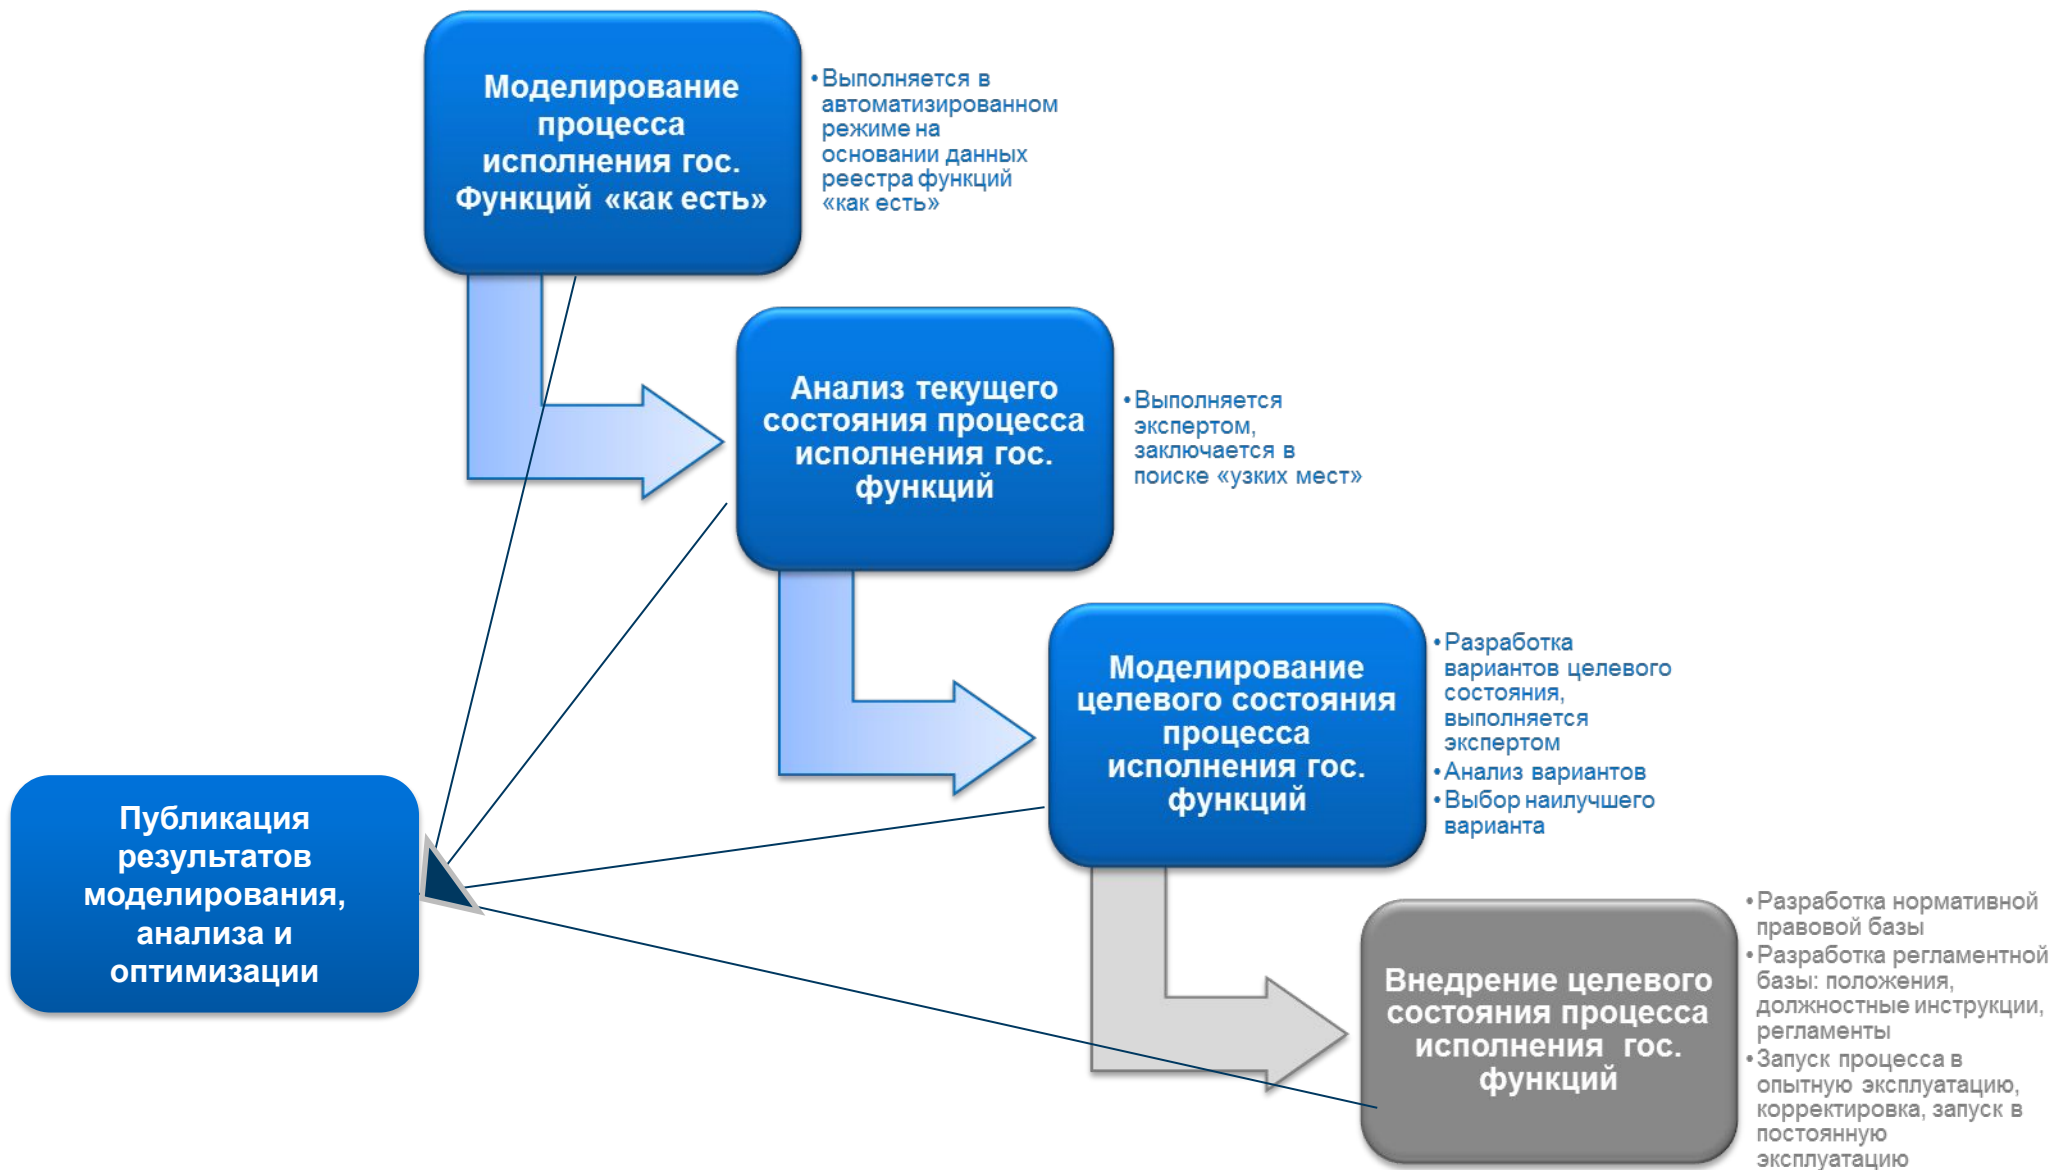 Моделирование
процесса
исполнения гос.
Функций «как есть»
•Выполняется в
автоматизированном
режиме на
основании данных
реестра функций
«как есть»
Анализ текущего
состояния процесса
исполнения гос.
функций
•Выполняется
экспертом,
заключается в
поиске «узких мест»
Моделирование
целевого состояния
процесса
исполнения гос.
функций
•Разработка
вариантов целевого
состояния,
выполняется
экспертом
•Анализ вариантов
•Выбор наилучшего
варианта
Публикация
результатов
моделирования,
анализа и
оптимизации
Внедрение целевого
состояния процесса
исполнения гос.
функций
•Разработка нормативной
правовой базы
•Разработка регламентной
базы: положения,
должностные инструкции,
регламенты
•Запуск процесса в
опытную эксплуатацию,
корректировка, запуск в
постоянную
эксплуатацию